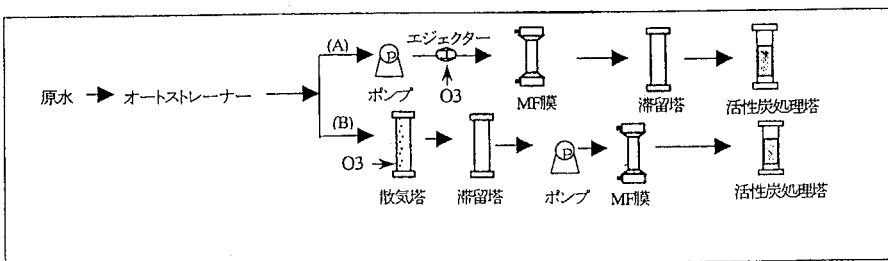 (A)
エジェクター
P
ポンプ
O3
MF膜
滞留塔
活性炭処理塔
原水
オートストレーナー
(B)
O3
散気塔
滞留塔
P
ポンプ
MF膜
活性炭処理塔